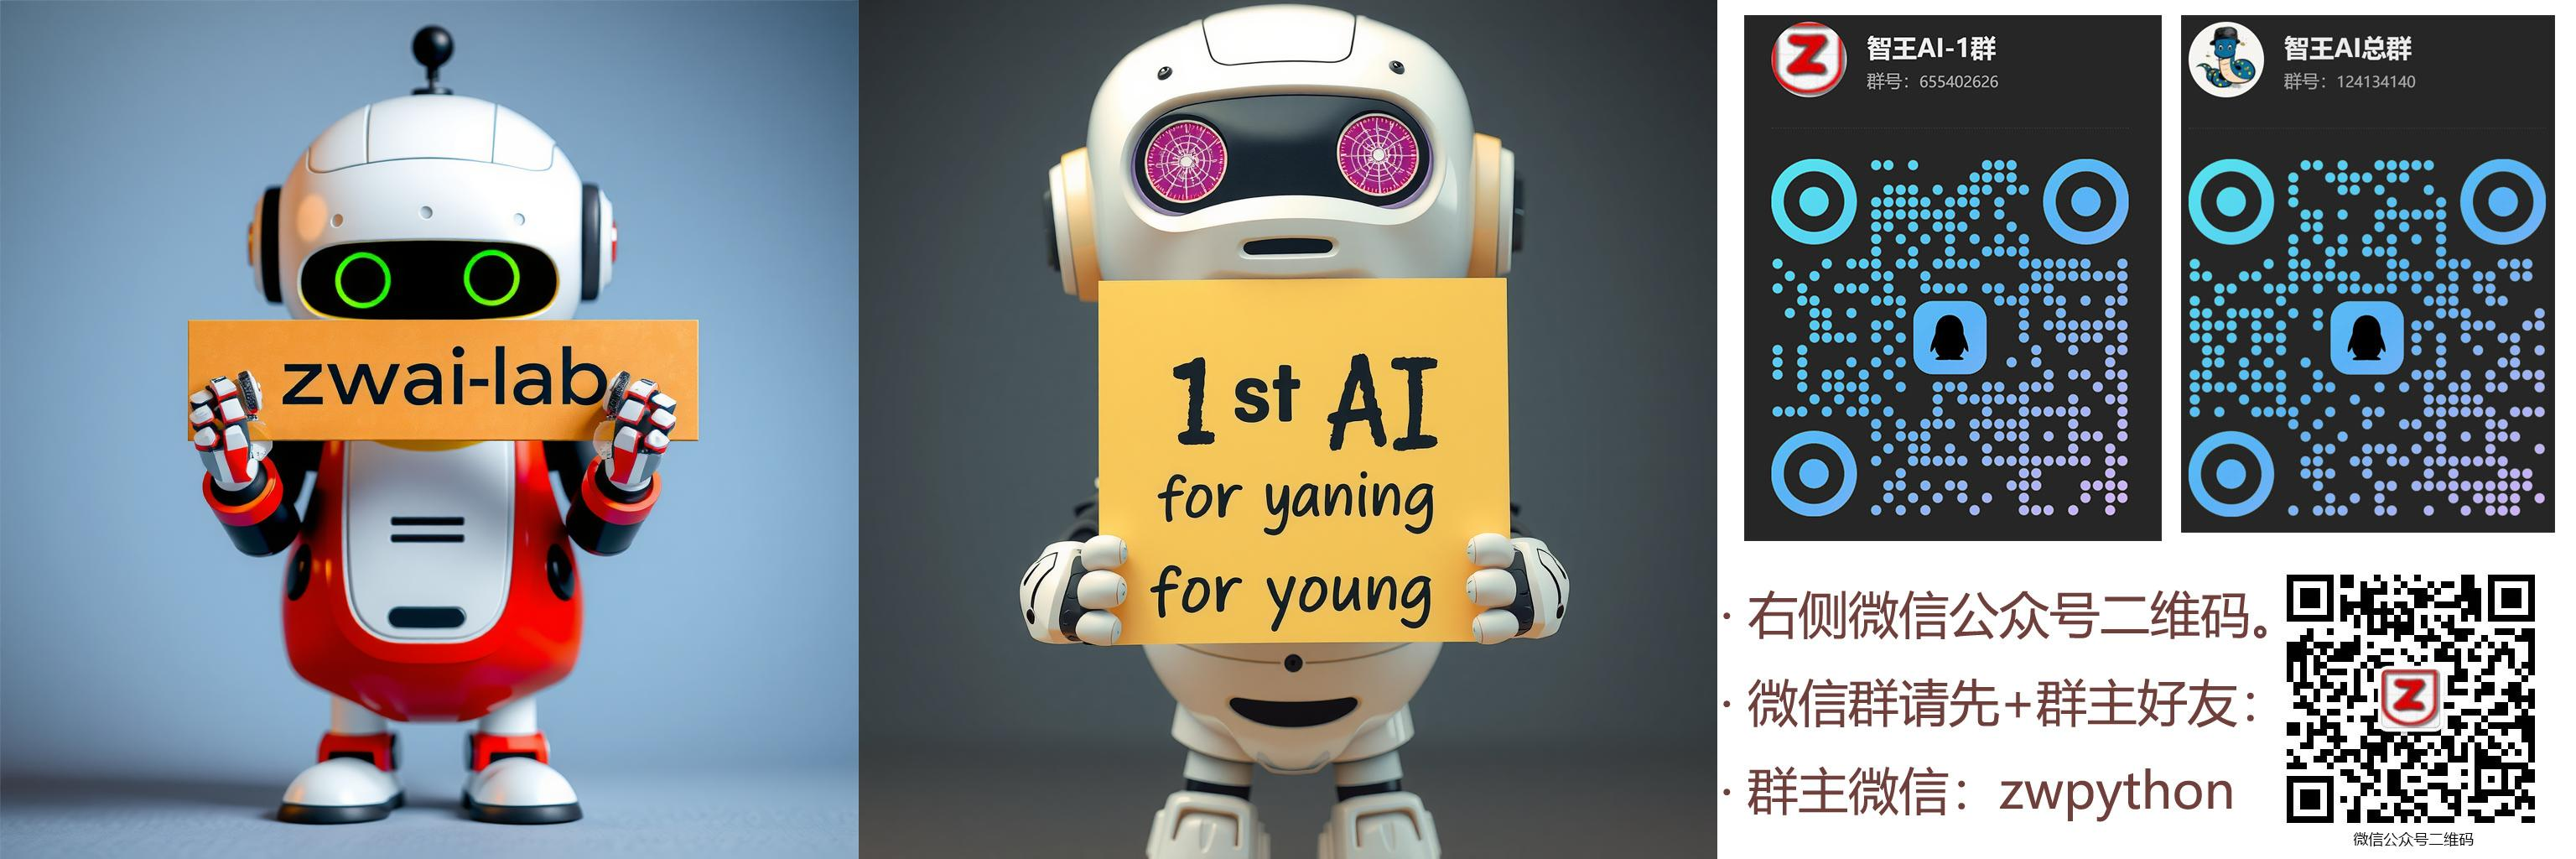 zwai-lab
1 st AI
for yaning
for young
Z
智王AI-1群
群号：655402626
智王AI总群
群号：124134140
· 右侧微信公众号二维码。
· 微信群请先+群主好友：
· 群主微信：zwpython
Z
微信公众号二维码